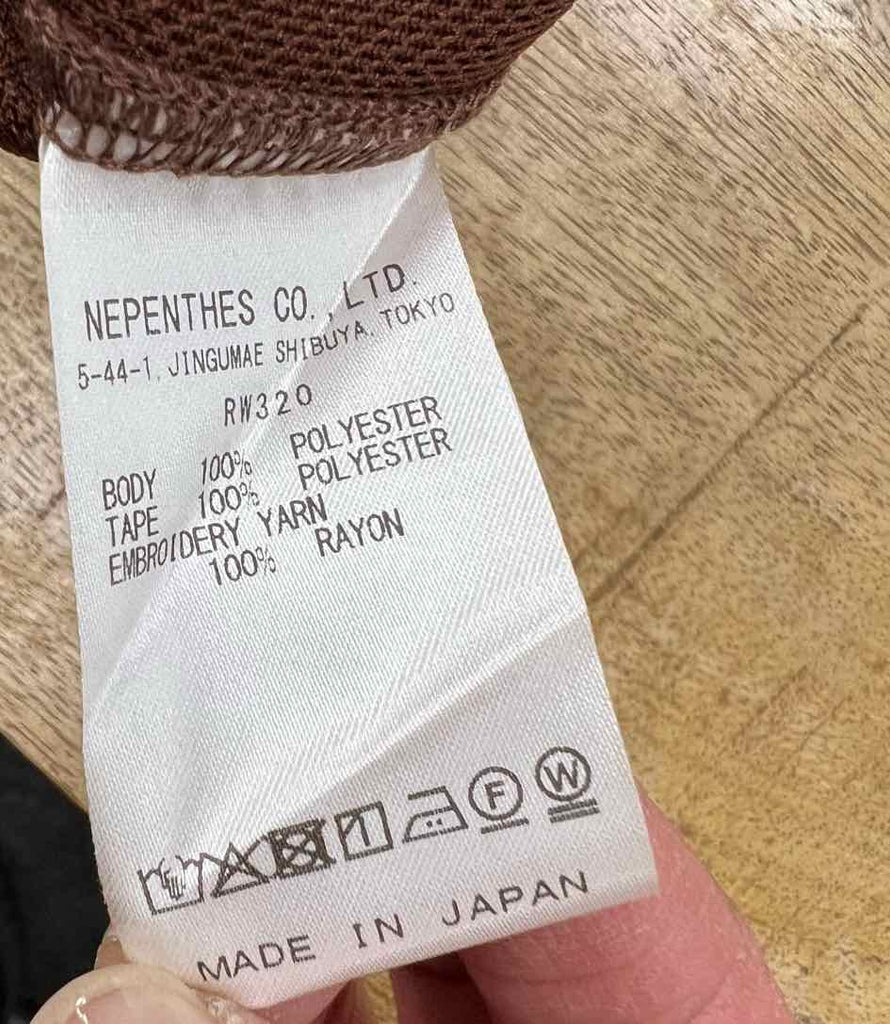 NEPENTHES CO., LTD.
5-44-1, JINGUMAE SHIBUYA, TOKYO
RW320
BODY 100% POLYESTER
TAPE 100% POLYESTER
EMBROIDERY YARN
100% RAYON
F W
MADE IN JAPAN